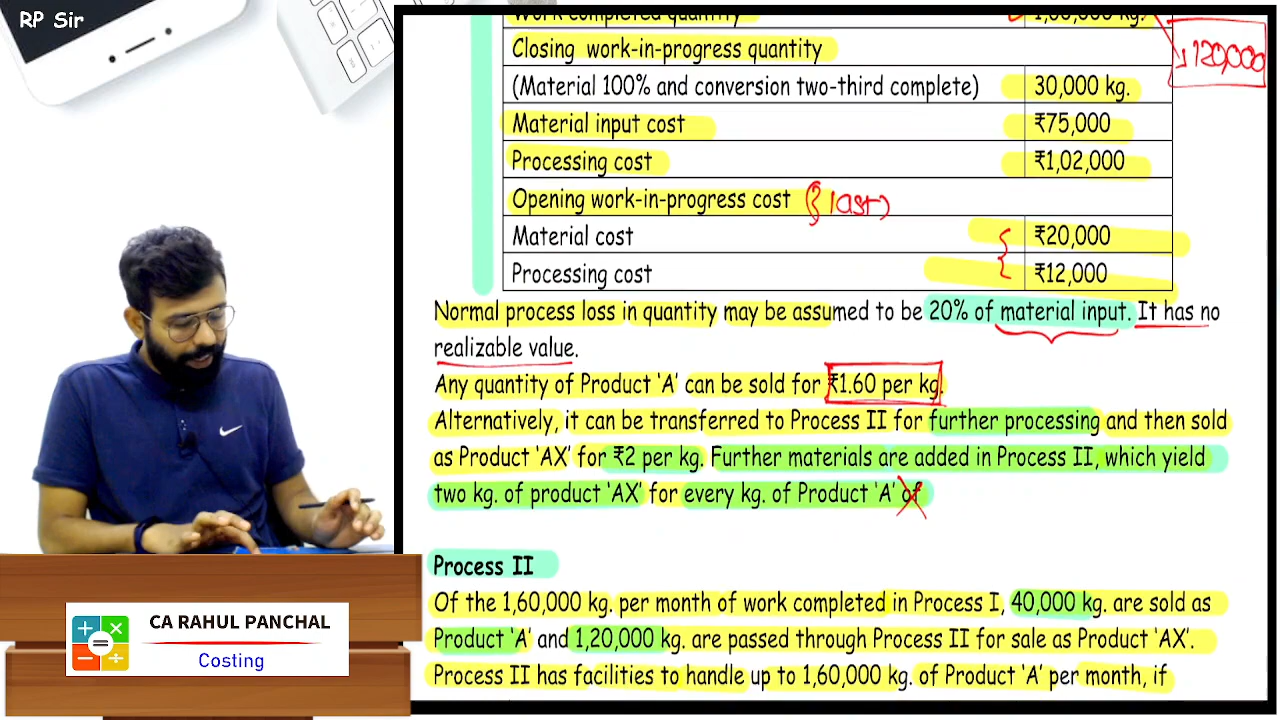 RP Sir
Work completed quantity 1,60,000 kg.
Closing work-in-progress quantity
120,000
(Material 100% and conversion two-third complete) 30,000 kg.
Material input cost ₹75,000
Processing cost ₹1,02,000
Opening work-in-progress cost (last)
Material cost ₹20,000
Processing cost ₹12,000
Normal process loss in quantity may be assumed to be 20% of material input. It has no
realizable value.
Any quantity of Product 'A' can be sold for ₹1.60 per kg.
Alternatively, it can be transferred to Process II for further processing and then sold
as Product 'AX' for ₹2 per kg. Further materials are added in Process II, which yield
two kg. of product 'AX' for every kg. of Product 'A' of
Process II
Of the 1,60,000 kg. per month of work completed in Process I, 40,000 kg. are sold as
Product 'A' and 1,20,000 kg. are passed through Process II for sale as Product 'AX'.
Process II has facilities to handle up to 1,60,000 kg. of Product 'A' per month, if
CA RAHUL PANCHAL
Costing